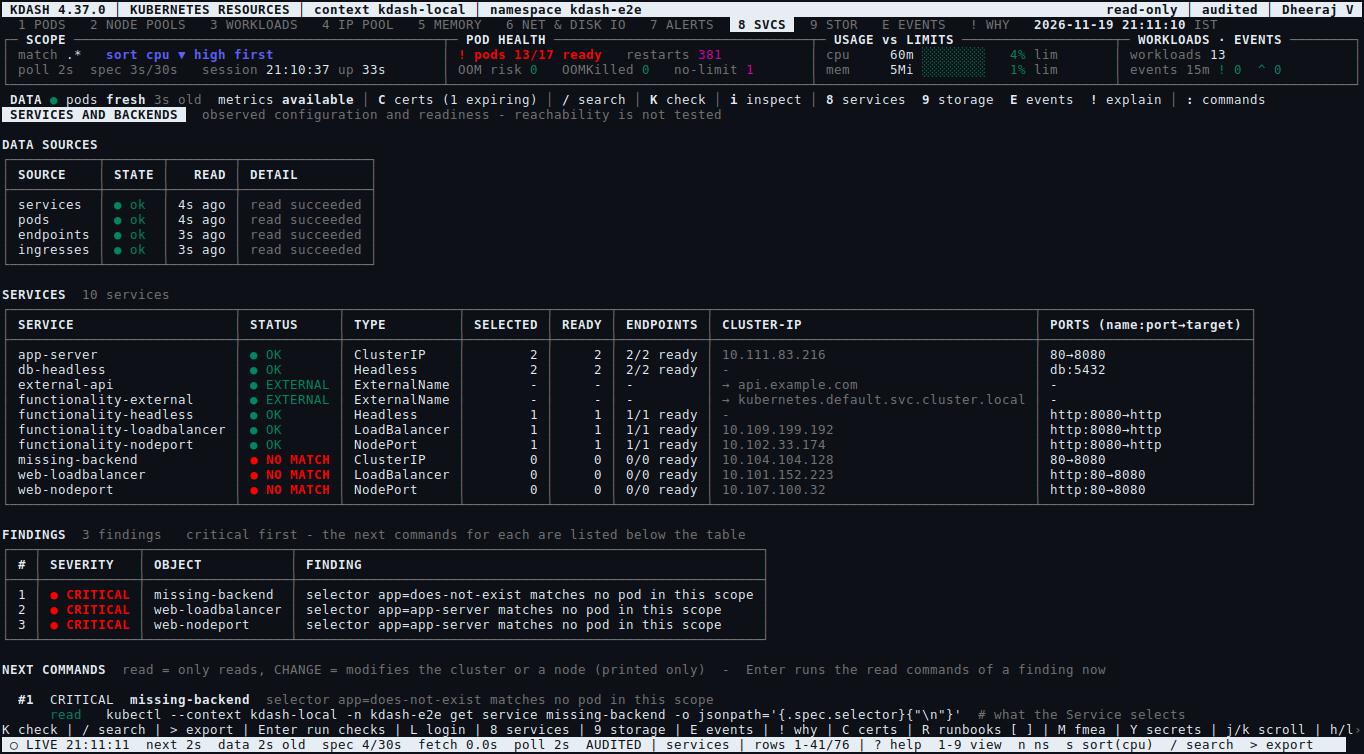 KDASH 4.37.0 │ KUBERNETES RESOURCES │ context kdash-local │ namespace kdash-e2e read-only │ audited │ Dheeraj V
1 PODS 2 NODE POOLS 3 WORKLOADS 4 IP POOL 5 MEMORY 6 NET & DISK IO 7 ALERTS 8 SVCS 9 STOR E EVENTS ! WHY 2026-11-19 21:11:10 IST
SCOPE POD HEALTH USAGE vs LIMITS WORKLOADS · EVENTS
match .* sort cpu ▼ high first ! pods 13/17 ready restarts 381 cpu 60m 4% lim workloads 13
poll 2s spec 3s/30s session 21:10:37 up 33s OOM risk 0 OOMKilled 0 no-limit 1 mem 5Mi 1% lim events 15m ! 0 ^ 0
DATA ● pods fresh 3s old metrics available │ C certs (1 expiring) │ / search │ K check │ i inspect │ 8 services 9 storage E events ! explain │ : commands
SERVICES AND BACKENDS observed configuration and readiness - reachability is not tested
DATA SOURCES
SOURCE STATE READ DETAIL
services ● ok 4s ago read succeeded
pods ● ok 4s ago read succeeded
endpoints ● ok 3s ago read succeeded
ingresses ● ok 3s ago read succeeded
SERVICES 10 services
SERVICE STATUS TYPE SELECTED READY ENDPOINTS CLUSTER-IP PORTS (name:port→target)
app-server ● OK ClusterIP 2 2 2/2 ready 10.111.83.216 80→8080
db-headless ● OK Headless 2 2 2/2 ready - db:5432
external-api ● EXTERNAL ExternalName - - - → api.example.com -
functionality-external ● EXTERNAL ExternalName - - - → kubernetes.default.svc.cluster.local -
functionality-headless ● OK Headless 1 1 1/1 ready - http:8080→http
functionality-loadbalancer ● OK LoadBalancer 1 1 1/1 ready 10.109.199.192 http:8080→http
functionality-nodeport ● OK NodePort 1 1 1/1 ready 10.102.33.174 http:8080→http
missing-backend ● NO MATCH ClusterIP 0 0 0/0 ready 10.104.104.128 80→8080
web-loadbalancer ● NO MATCH LoadBalancer 0 0 0/0 ready 10.101.152.223 http:80→8080
web-nodeport ● NO MATCH NodePort 0 0 0/0 ready 10.107.100.32 http:80→8080
FINDINGS 3 findings critical first - the next commands for each are listed below the table
# SEVERITY OBJECT FINDING
1 ● CRITICAL missing-backend selector app=does-not-exist matches no pod in this scope
2 ● CRITICAL web-loadbalancer selector app=app-server matches no pod in this scope
3 ● CRITICAL web-nodeport selector app=app-server matches no pod in this scope
NEXT COMMANDS read = only reads, CHANGE = modifies the cluster or a node (printed only) - Enter runs the read commands of a finding now
#1 CRITICAL missing-backend selector app=does-not-exist matches no pod in this scope
read kubectl --context kdash-local -n kdash-e2e get service missing-backend -o jsonpath='{.spec.selector}{"\n"}' # what the Service selects
K check | / search | > export | Enter run checks | L login | 8 services | 9 storage | E events | ! why | C certs | R runbooks [ ] | M fmea | Y secrets | j/k scroll | h/l›
○ LIVE 21:11:11 next 2s data 2s old spec 4/30s fetch 0.0s poll 2s AUDITED | services | rows 1-41/76 | ? help 1-9 view n ns s sort(cpu) / search > export